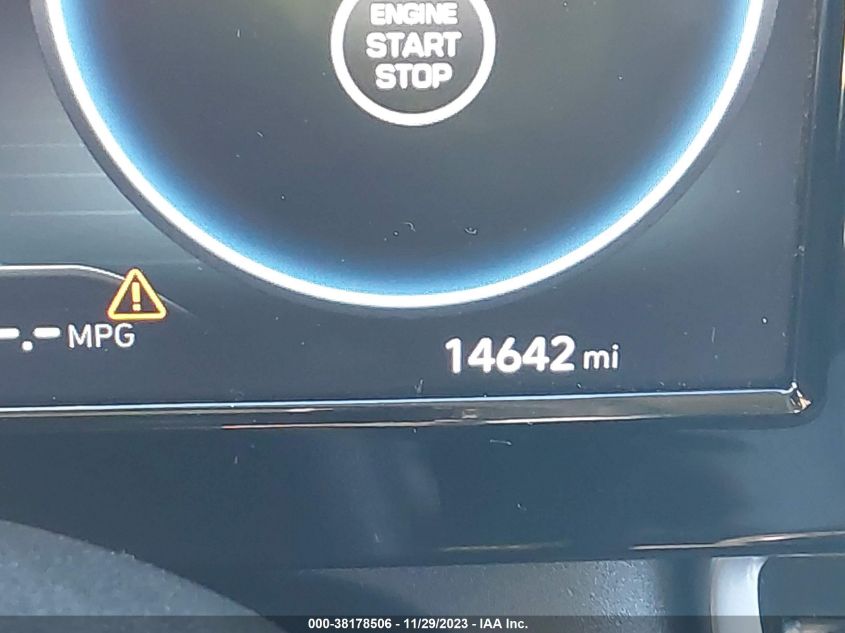 ENGINE
START
STOP
-.- MPG
14642 mi
000-38178506 - 11/29/2023 - IAA Inc.